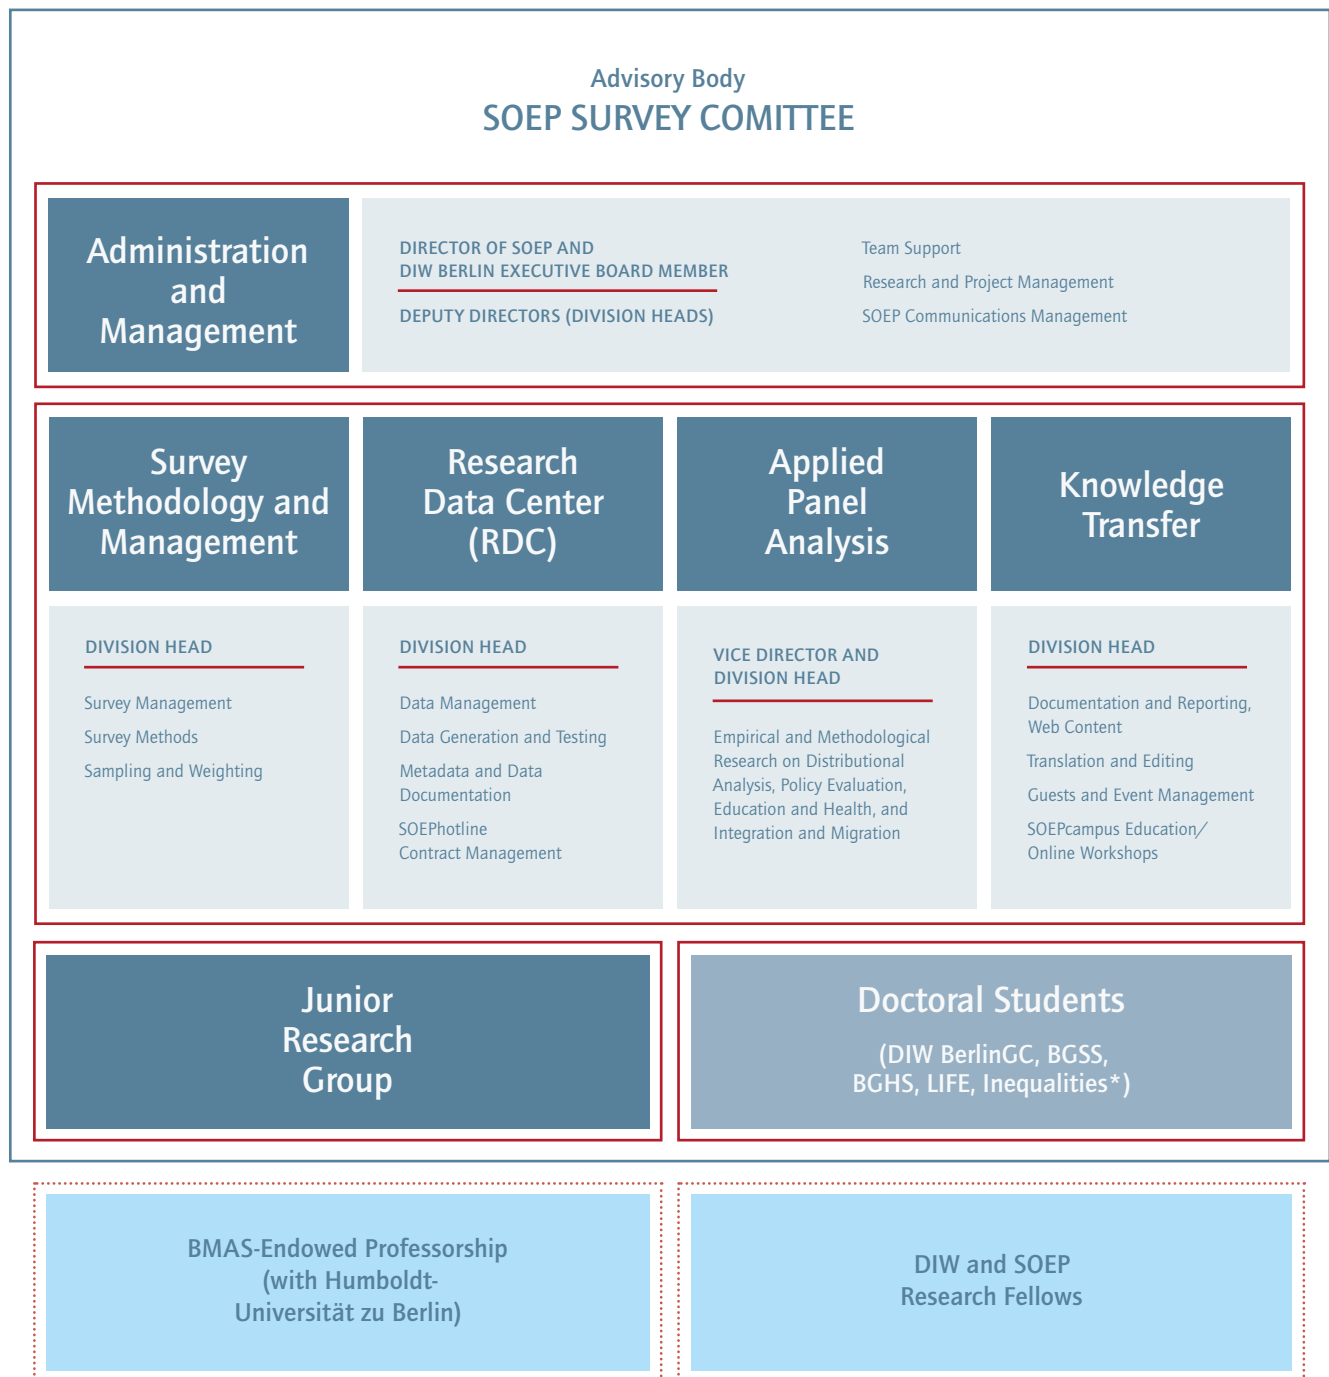 Advisory Body
SOEP SURVEY COMITTEE
Administration
and
Management
DIRECTOR OF SOEP AND
DIW BERLIN EXECUTIVE BOARD MEMBER
DEPUTY DIRECTORS (DIVISION HEADS)
Team Support
Research and Project Management
SOEP Communications Management
Survey
Methodology and
Management
DIVISION HEAD
Survey Management
Survey Methods
Sampling and Weighting
Research
Data Center
(RDC)
DIVISION HEAD
Data Management
Data Generation and Testing
Metadata and Data
Documentation
SOEPhotline
Contract Management
Applied
Panel
Analysis
VICE DIRECTOR AND
DIVISION HEAD
Empirical and Methodological
Research on Distributional
Analysis, Policy Evaluation,
Education and Health, and
Integration and Migration
Knowledge
Transfer
DIVISION HEAD
Documentation and Reporting,
Web Content
Translation and Editing
Guests and Event Management
SOEPcampus Education/
Online Workshops
Junior
Research
Group
Doctoral Students
(DIW BerlinGC, BGSS,
BGHS, LIFE, Inequalities*)
BMAS-Endowed Professorship
(with Humboldt-
Universität zu Berlin)
DIW and SOEP
Research Fellows